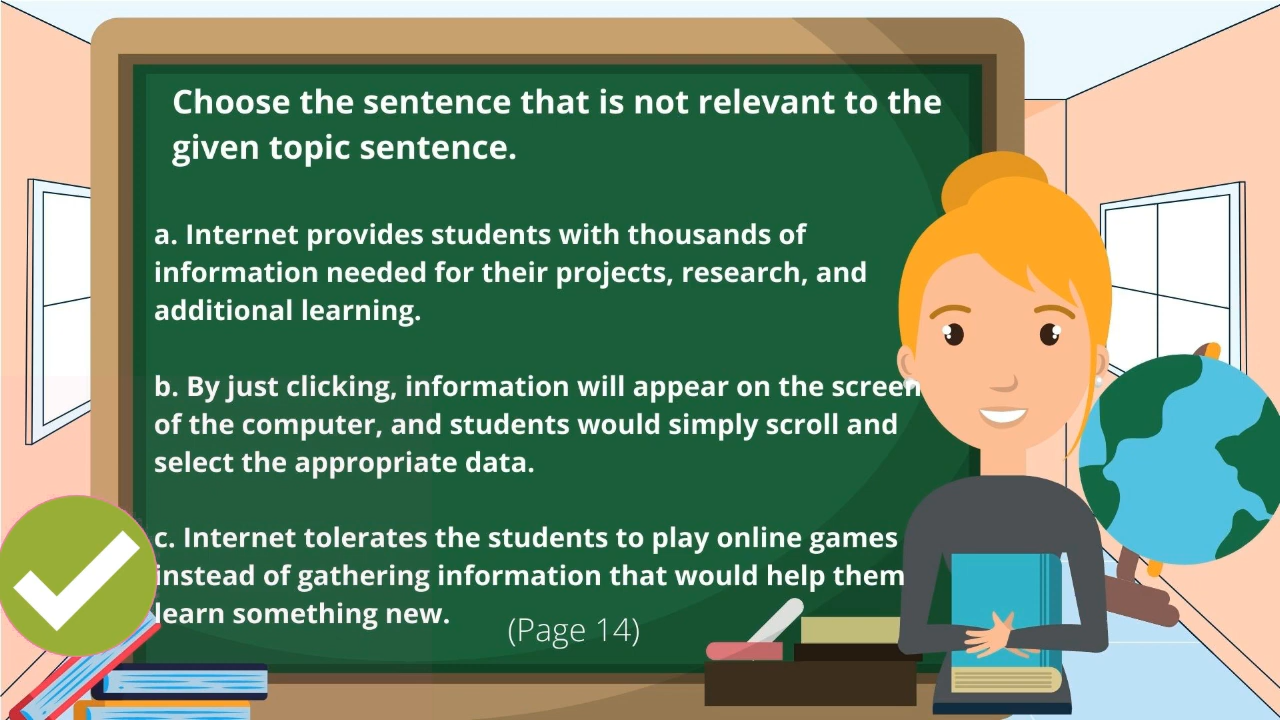 Choose the sentence that is not relevant to the
given topic sentence.
a. Internet provides students with thousands of
information needed for their projects, research, and
additional learning.
b. By just clicking, information will appear on the screen
of the computer, and students would simply scroll and
select the appropriate data.
c. Internet tolerates the students to play online games
instead of gathering information that would help them
learn something new.
(Page 14)